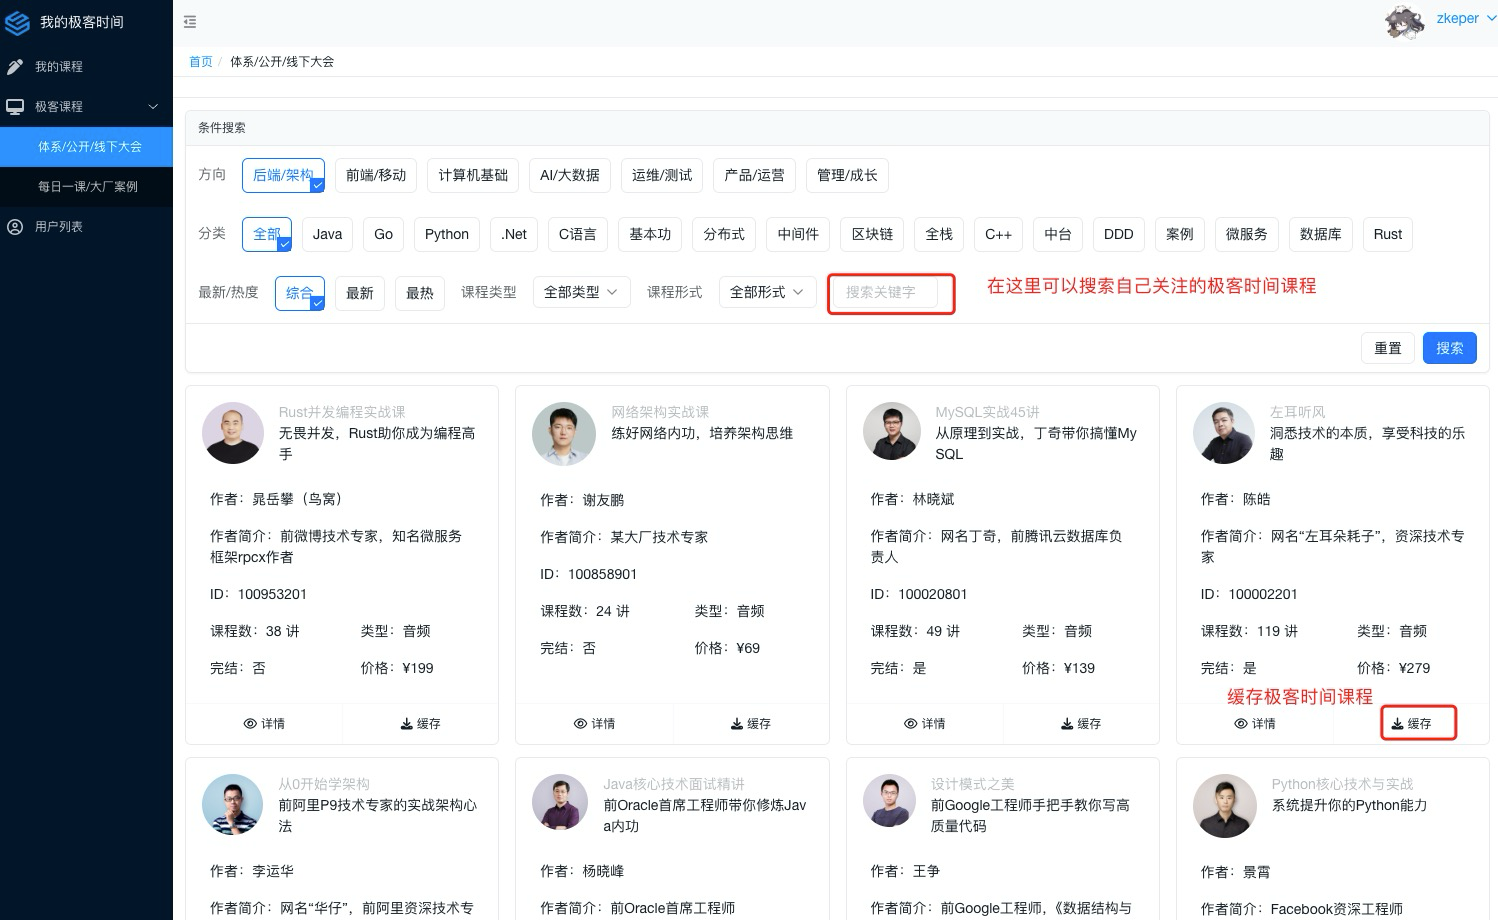 我的极客时间
zkeper
我的课程
极客课程
体系/公开/线下大会
每日一课/大厂案例
用户列表
首页 / 体系/公开/线下大会
条件搜索
方向 后端/架构 前端/移动 计算机基础 AI/大数据 运维/测试 产品/运营 管理/成长
分类 全部 Java Go Python .Net C语言 基本功 分布式 中间件 区块链 全栈 C++ 中台 DDD 案例 微服务 数据库 Rust
最新/热度 综合 最新 最热 课程类型 全部类型 课程形式 全部形式 搜索关键字 在这里可以搜索自己关注的极客时间课程
重置 搜索
Rust并发编程实战课
无畏并发，Rust助你成为编程高
手
作者：晁岳攀（鸟窝）
作者简介：前微博技术专家，知名微服务
框架rpcx作者
ID：100953201
课程数：38 讲 类型：音频
完结：否 价格：¥199
详情 缓存
网络架构实战课
练好网络内功，培养架构思维
作者：谢友鹏
作者简介：某大厂技术专家
ID：100858901
课程数：24 讲 类型：音频
完结：否 价格：¥69
详情 缓存
MySQL实战45讲
从原理到实战，丁奇带你搞懂My
SQL
作者：林晓斌
作者简介：网名丁奇，前腾讯云数据库负
责人
ID：100020801
课程数：49 讲 类型：音频
完结：是 价格：¥139
详情 缓存
左耳听风
洞悉技术的本质，享受科技的乐
趣
作者：陈皓
作者简介：网名“左耳朵耗子”，资深技术专
家
ID：100002201
课程数：119 讲 类型：音频
完结：是 价格：¥279
缓存极客时间课程
详情 缓存
从0开始学架构
前阿里P9技术专家的实战架构心
法
作者：李运华
作者简介：网名“华仔”，前阿里资深技术专
Java核心技术面试精讲
前Oracle首席工程师带你修炼Jav
a内功
作者：杨晓峰
作者简介：前Oracle首席工程师
设计模式之美
前Google工程师手把手教你写高
质量代码
作者：王争
作者简介：前Google工程师，《数据结构与
Python核心技术与实战
系统提升你的Python能力
作者：景霄
作者简介：Facebook资深工程师